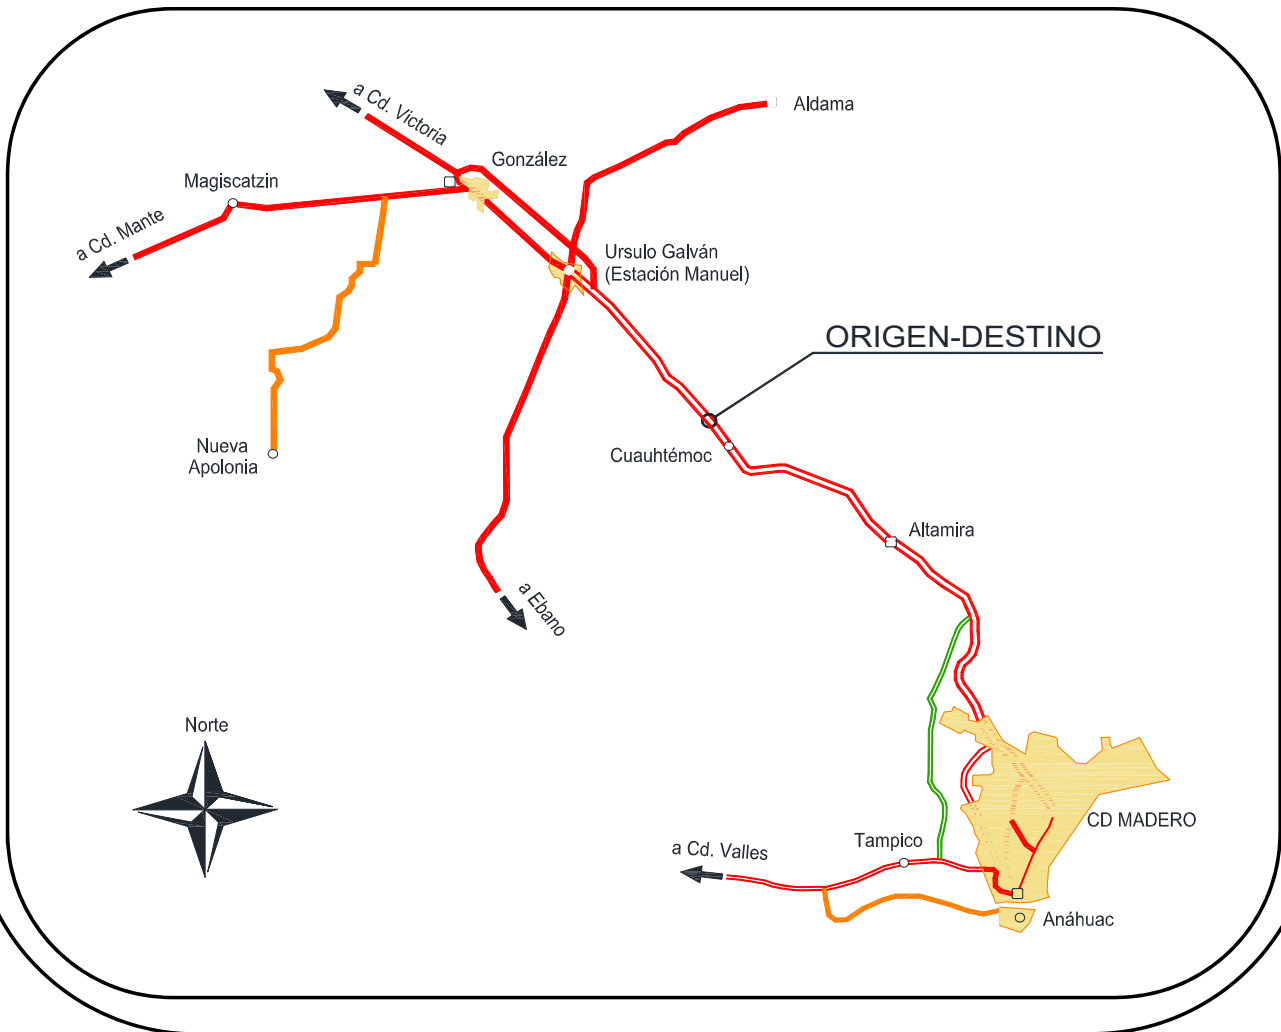 a Cd. Victoria
Aldama
González
Magiscatzin
a Cd. Mante
Ursulo Galván
(Estación Manuel)
ORIGEN-DESTINO
Nueva
Apolonia
Cuauhtémoc
Altamira
a Ebano
Norte
CD MADERO
Tampico
a Cd. Valles
Anáhuac